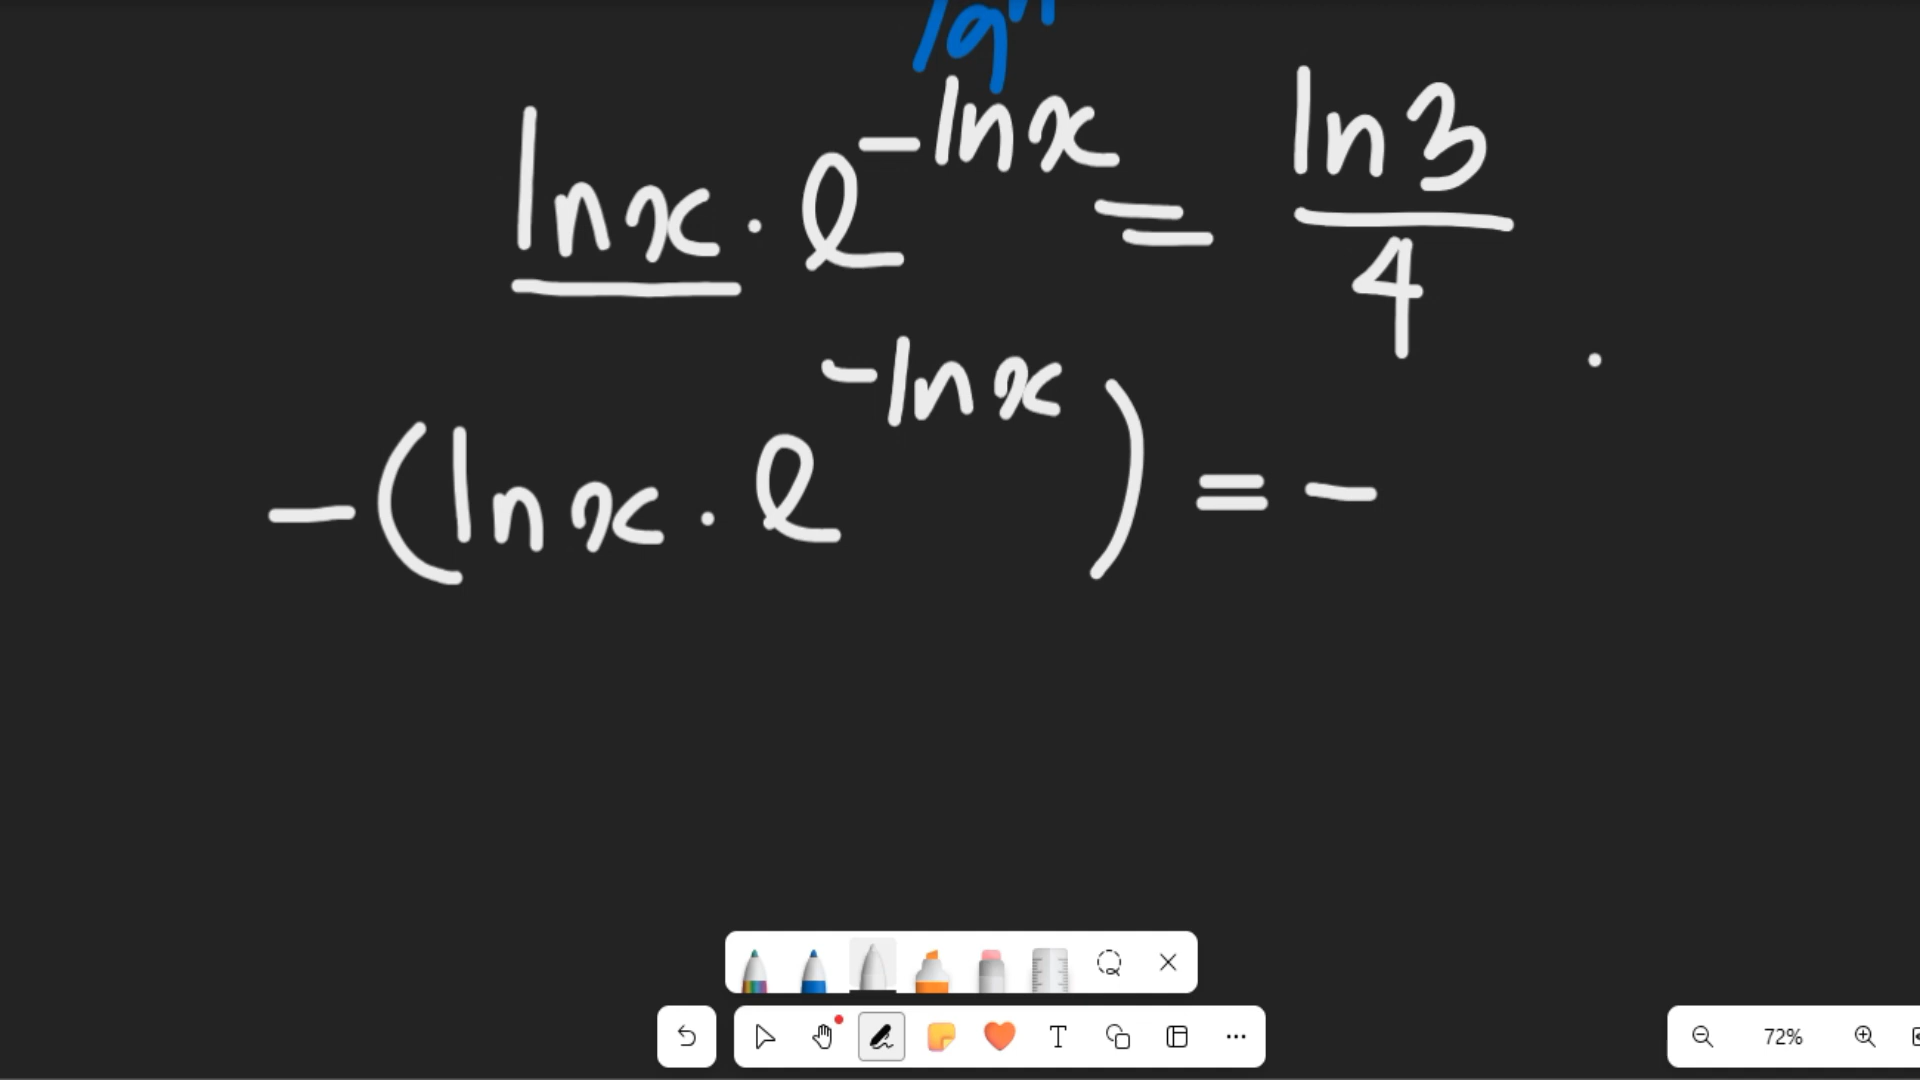 lnx · e^-lnx = ln3/4
-(lnx · e^-lnx) = -
T
72%